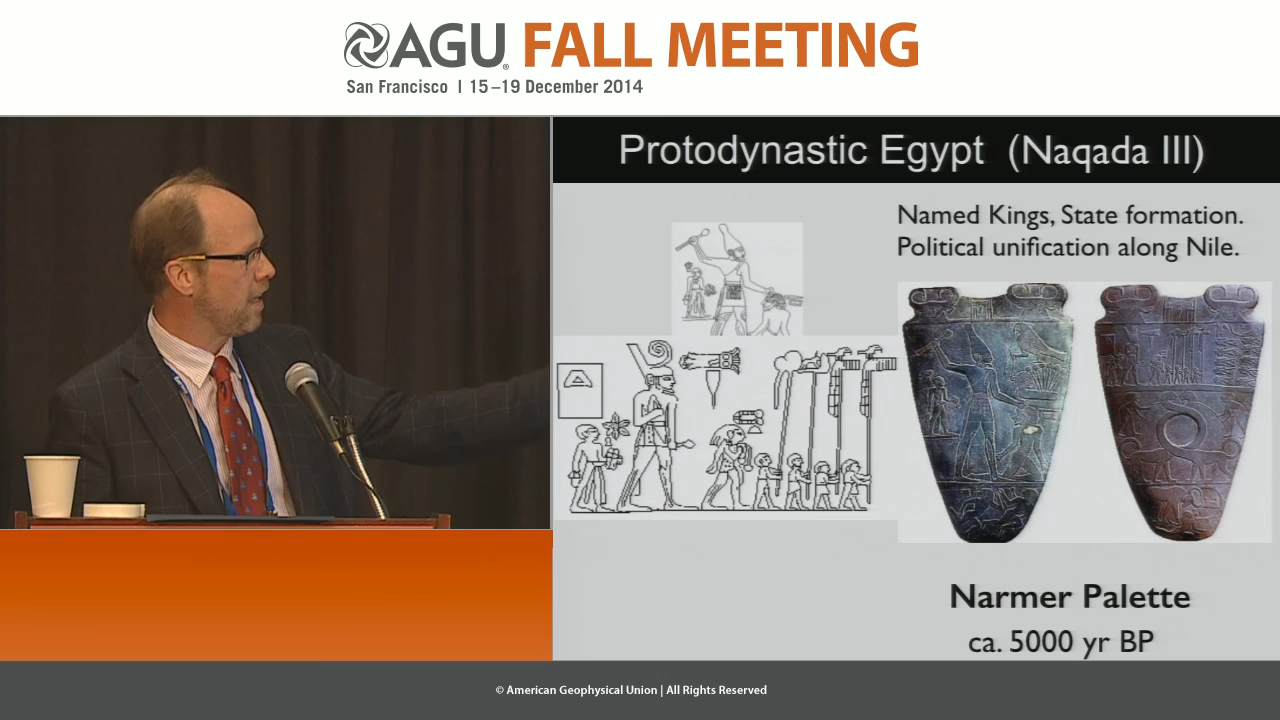 AGU® FALL MEETING
San Francisco | 15–19 December 2014
Protodynastic Egypt (Naqada III)
Named Kings, State formation.
Political unification along Nile.
Narmer Palette
ca. 5000 yr BP
© American Geophysical Union | All Rights Reserved